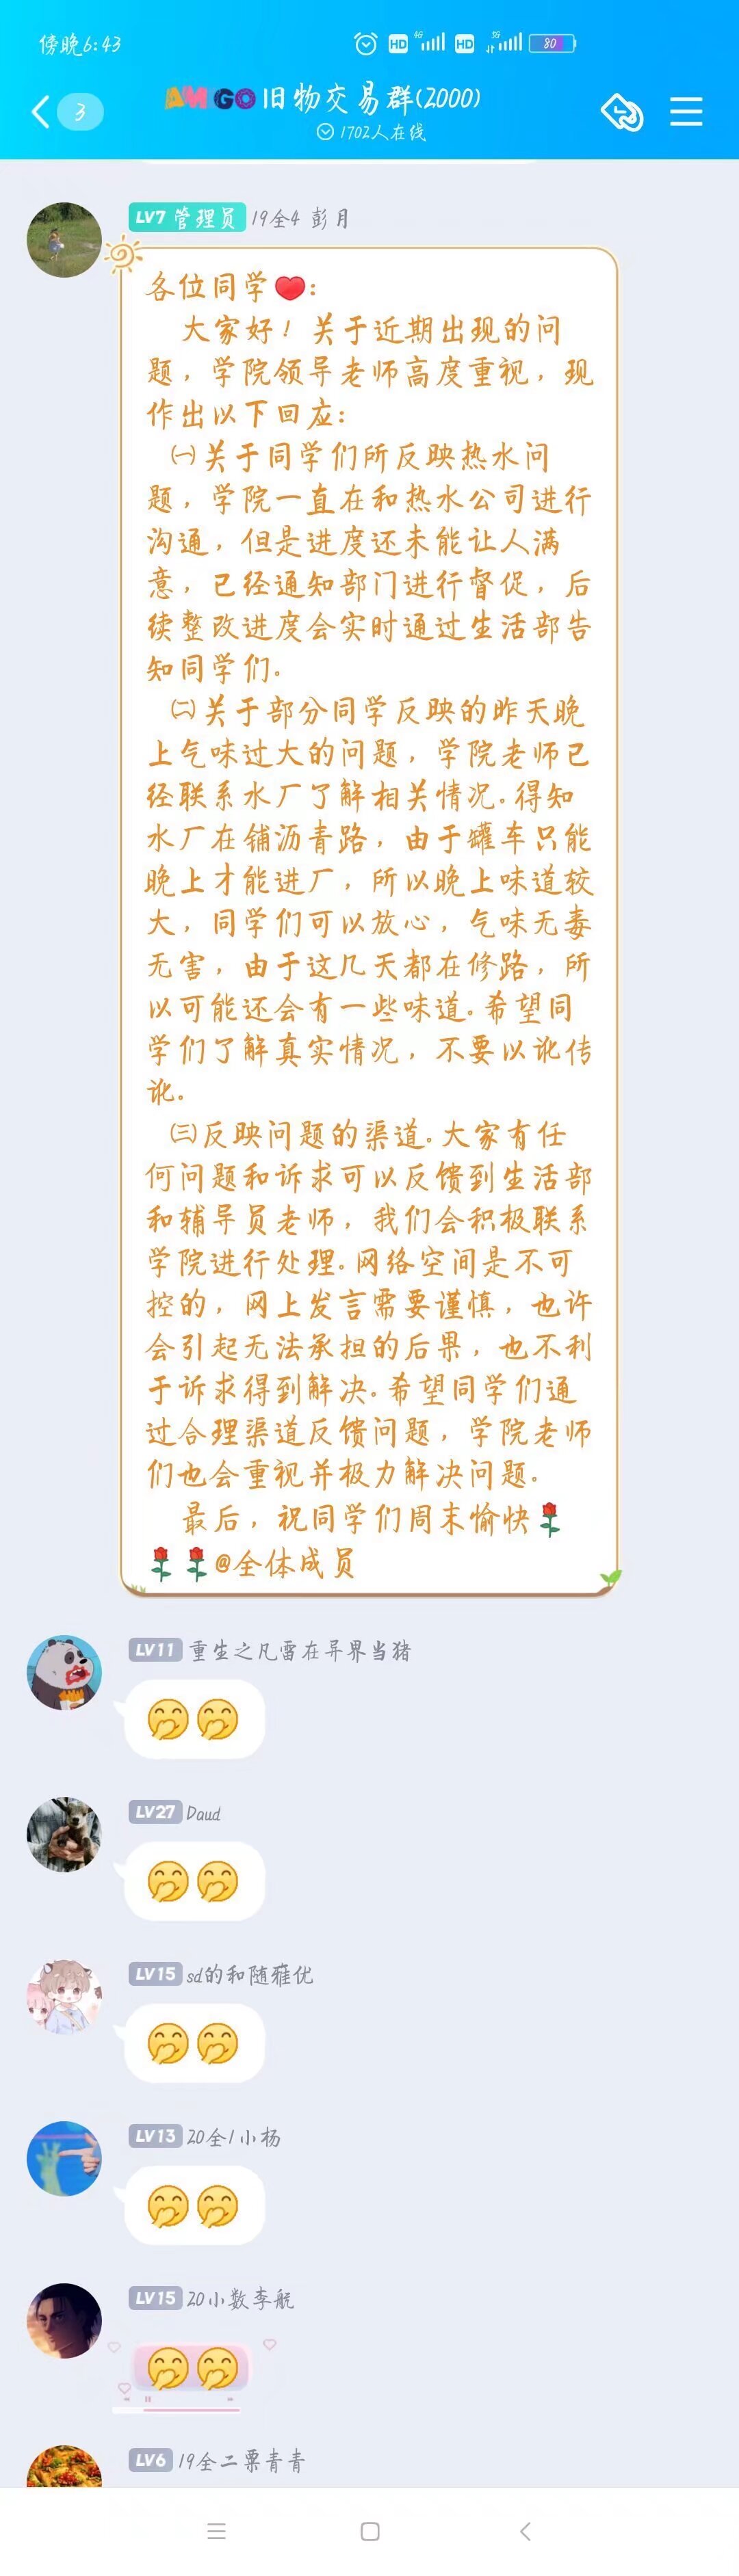 傍晚6:43
HD 4G HD 5G 80
3
AMGO旧物交易群(2000)
1702人在线
LV7 管理员 19全4 彭月
各位同学❤️:
大家好！关于近期出现的问
题，学院领导老师高度重视，现
作出以下回应:
㈠关于同学们所反映热水问
题，学院一直在和热水公司进行
沟通，但是进度还未能让人满
意，已经通知部门进行督促，后
续整改进度会实时通过生活部告
知同学们。
㈡关于部分同学反映的昨天晚
上气味过大的问题，学院老师已
经联系水厂了解相关情况。得知
水厂在铺沥青路，由于罐车只能
晚上才能进厂，所以晚上味道较
大，同学们可以放心，气味无毒
无害，由于这几天都在修路，所
以可能还会有一些味道。希望同
学们了解真实情况，不要以讹传
讹。
㈢反映问题的渠道。大家有任
何问题和诉求可以反馈到生活部
和辅导员老师，我们会积极联系
学院进行处理。网络空间是不可
控的，网上发言需要谨慎，也许
会引起无法承担的后果，也不利
于诉求得到解决。希望同学们通
过合理渠道反馈问题，学院老师
们也会重视并极力解决问题。
最后，祝同学们周末愉快🌹
🌹🌹@全体成员
LV11 重生之凡雷在异界当猪
🤭🤭
LV27 Daud
🤭🤭
LV15 sd的和随雍优
🤭🤭
LV13 20全1小杨
🤭🤭
LV15 20小数李航
🤭🤭
LV6 19全二粟青青